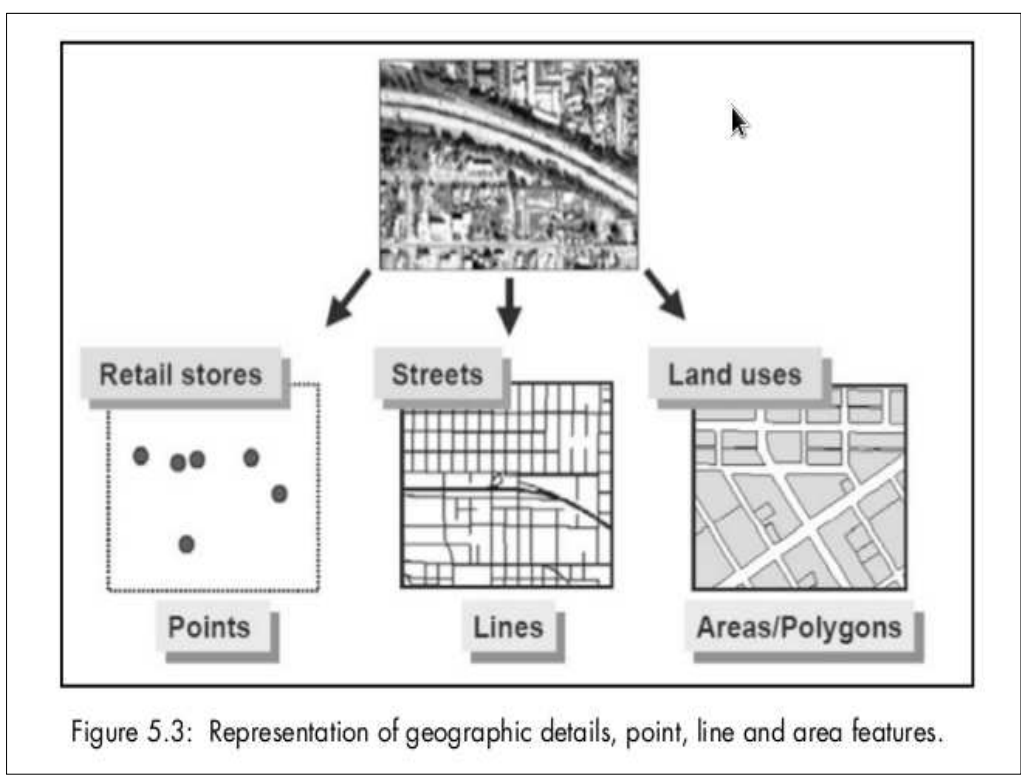 Retail stores
Streets
Land uses
Points
Lines
Areas/Polygons
Figure 5.3: Representation of geographic details, point, line and area features.